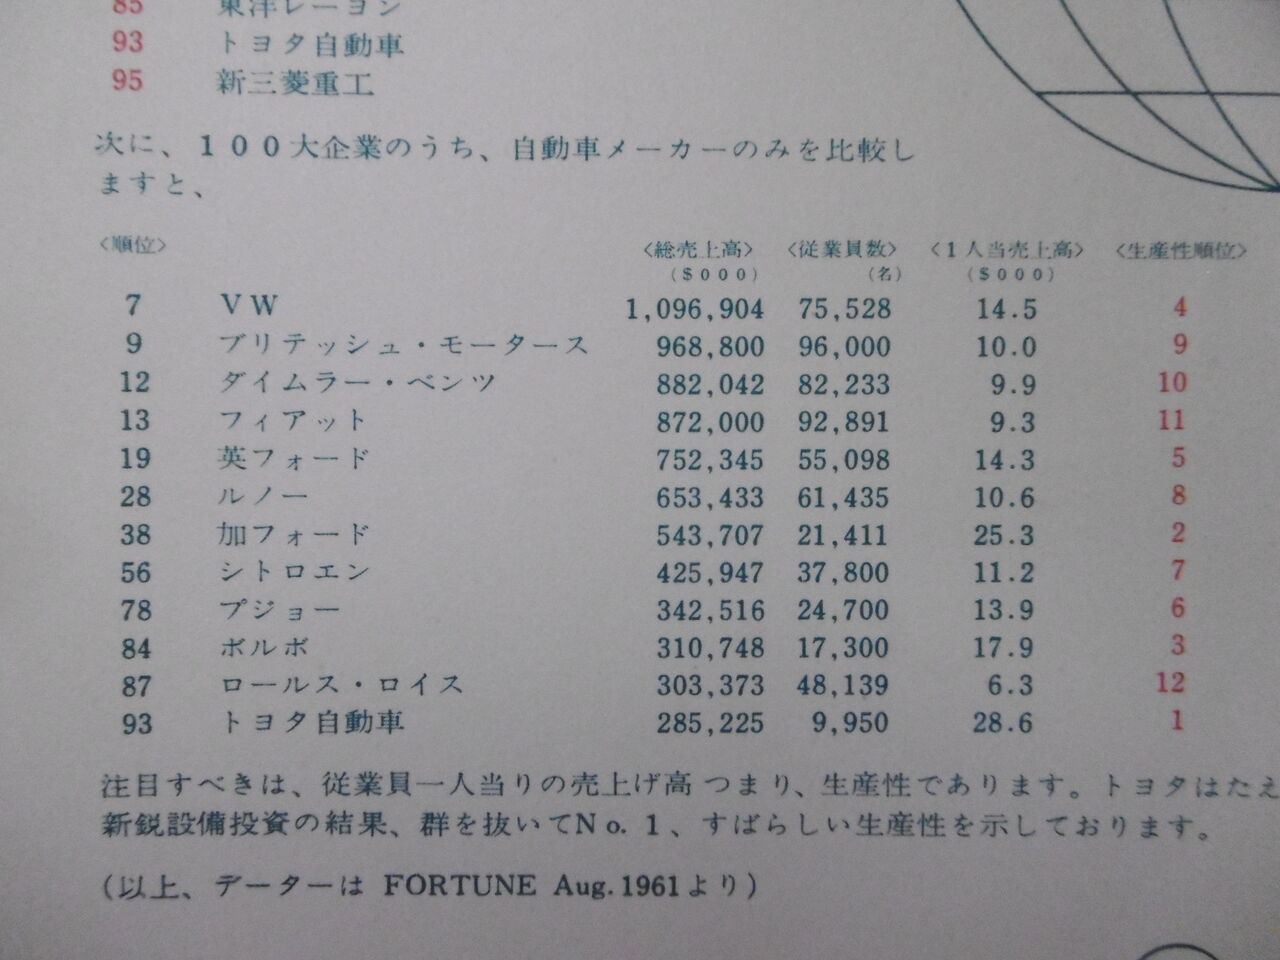 85 東洋レーヨン
93 トヨタ自動車
95 新三菱重工
次に、100大企業のうち、自動車メーカーのみを比較し
ますと、
〈順位〉 〈総売上高〉 〈従業員数〉 〈1人当売上高〉 〈生産性順位〉
($000) (名) ($000)
7 VW 1,096,904 75,528 14.5 4
9 ブリテッシュ・モータース 968,800 96,000 10.0 9
12 ダイムラー・ベンツ 882,042 82,233 9.9 10
13 フィアット 872,000 92,891 9.3 11
19 英フォード 752,345 55,098 14.3 5
28 ルノー 653,433 61,435 10.6 8
38 加フォード 543,707 21,411 25.3 2
56 シトロエン 425,947 37,800 11.2 7
78 プジョー 342,516 24,700 13.9 6
84 ボルボ 310,748 17,300 17.9 3
87 ロールス・ロイス 303,373 48,139 6.3 12
93 トヨタ自動車 285,225 9,950 28.6 1
注目すべきは、従業員一人当りの売上げ高 つまり、生産性であります。トヨタはたえ
新鋭設備投資の結果、群を抜いてNo.1、すばらしい生産性を示しております。
(以上、データーは FORTUNE Aug.1961より)